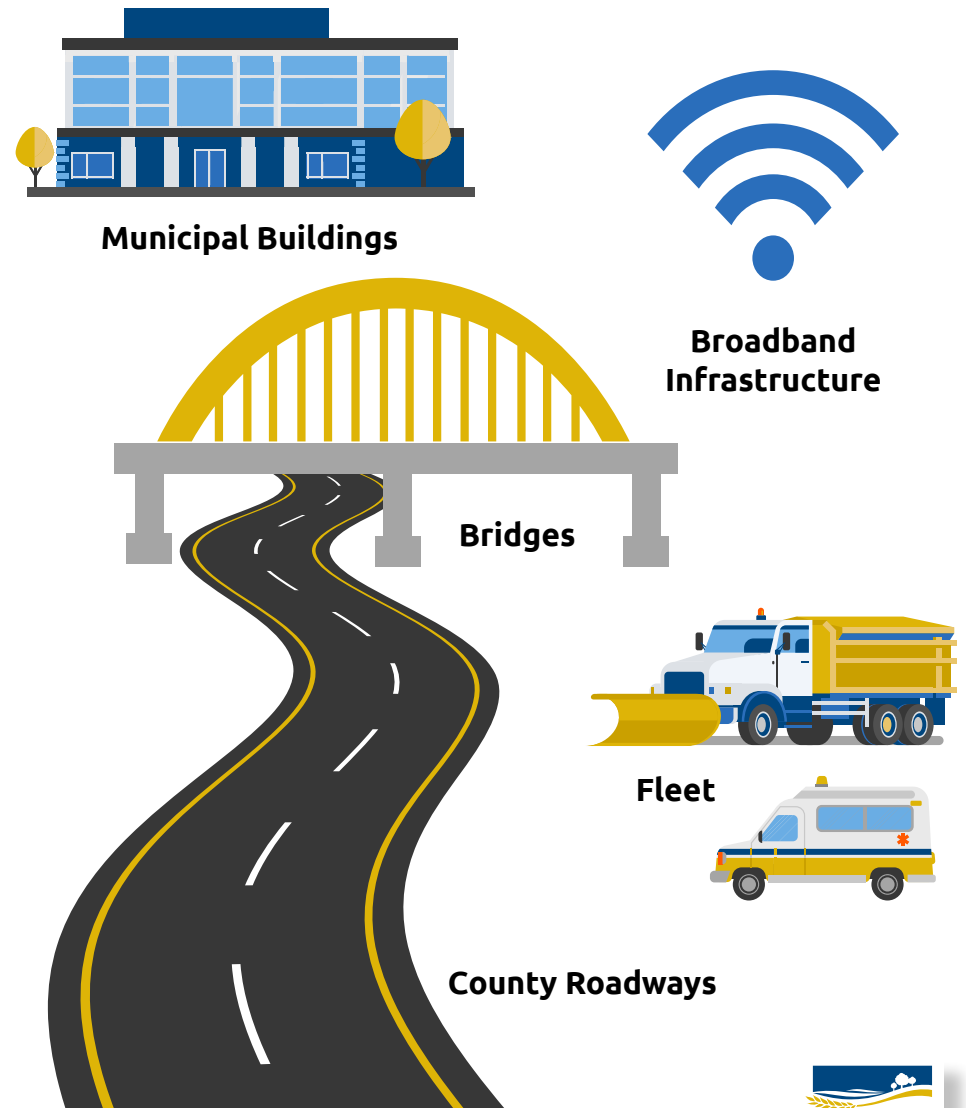 Municipal Buildings
Broadband
Infrastructure
Bridges
Fleet
County Roadways